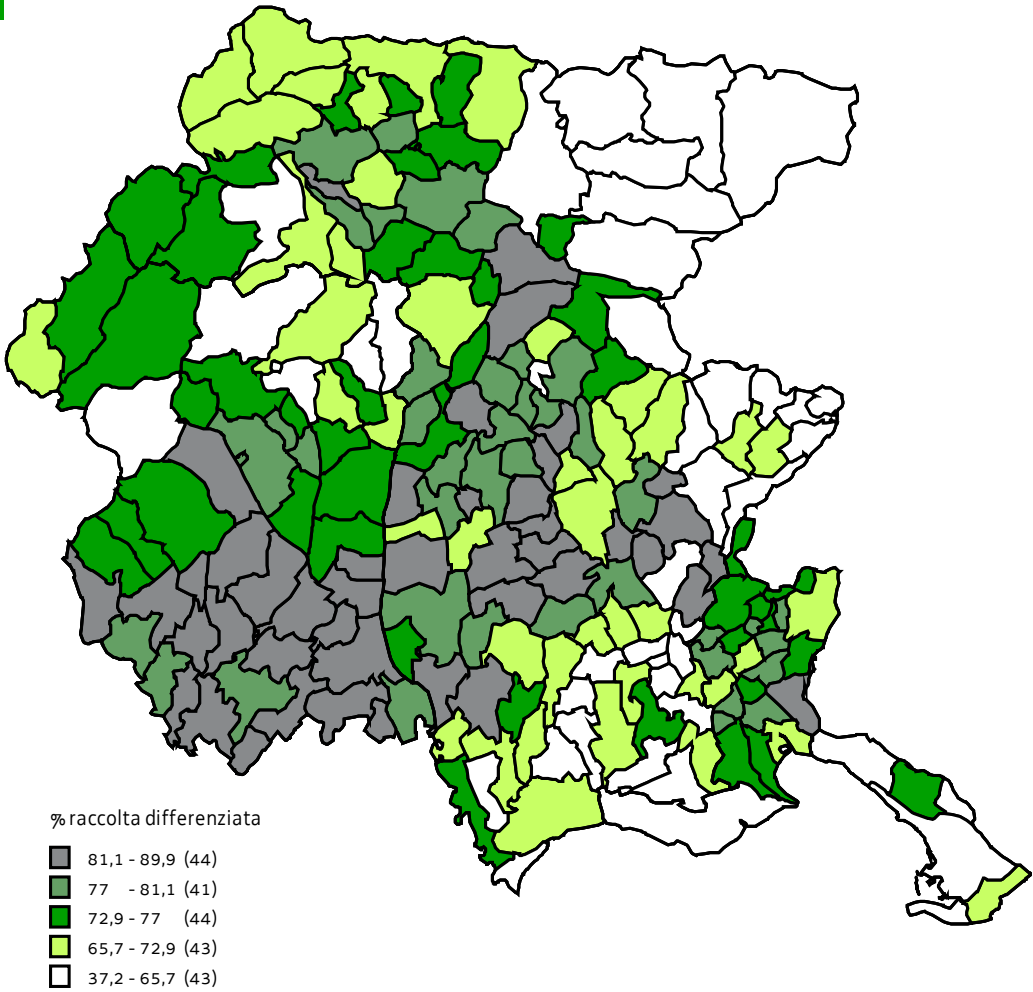 % raccolta differenziata
81,1 - 89,9 (44)
77 - 81,1 (41)
72,9 - 77 (44)
65,7 - 72,9 (43)
37,2 - 65,7 (43)